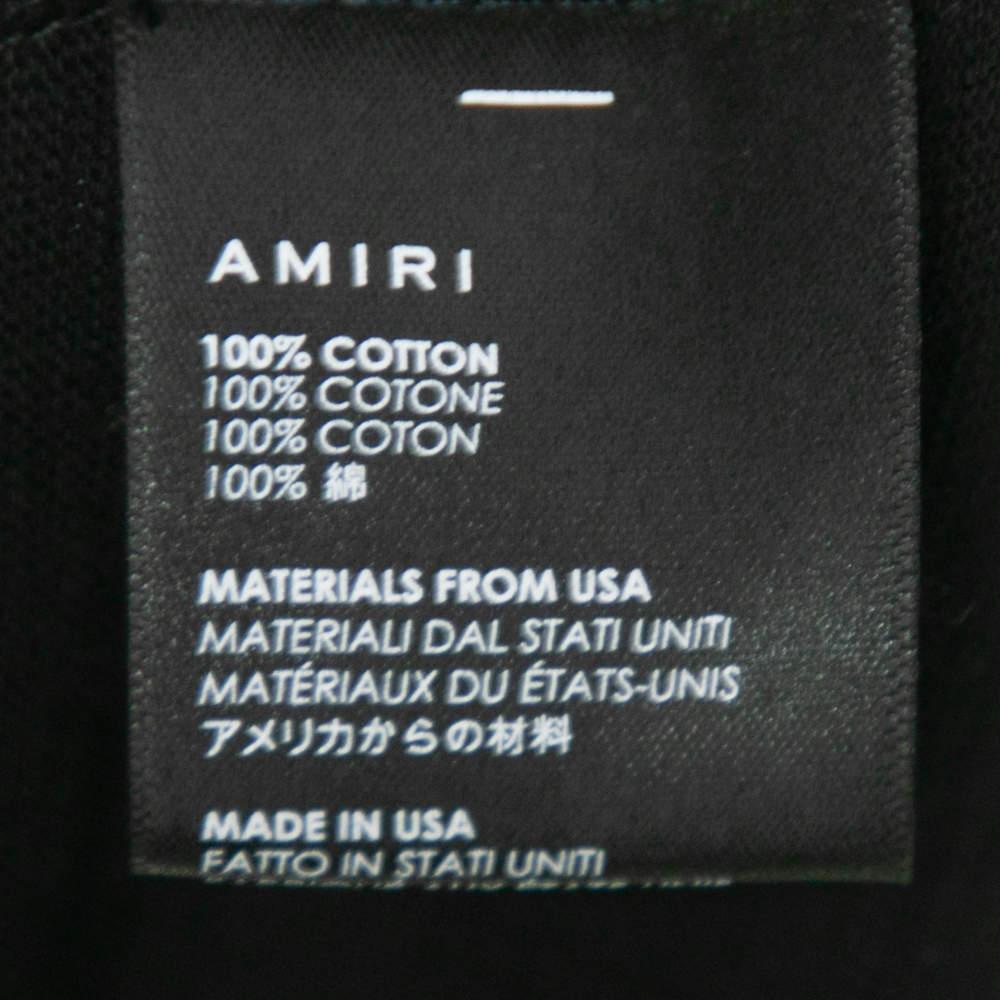 AMIRI
100% COTTON
100% COTONE
100% COTON
100% 綿
MATERIALS FROM USA
MATERIALI DAL STATI UNITI
MATÉRIAUX DU ÉTATS-UNIS
アメリカからの材料
MADE IN USA
FATTO IN STATI UNITI